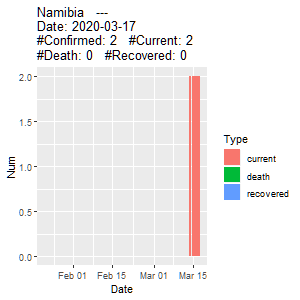 Namibia   ---
Date: 2020-03-17
#Confirmed: 2   #Current: 2
#Death: 0   #Recovered: 0
2.0
1.5
1.0
0.5
0.0
Num
Feb 01
Feb 15
Mar 01
Mar 15
Date
Type
current
death
recovered